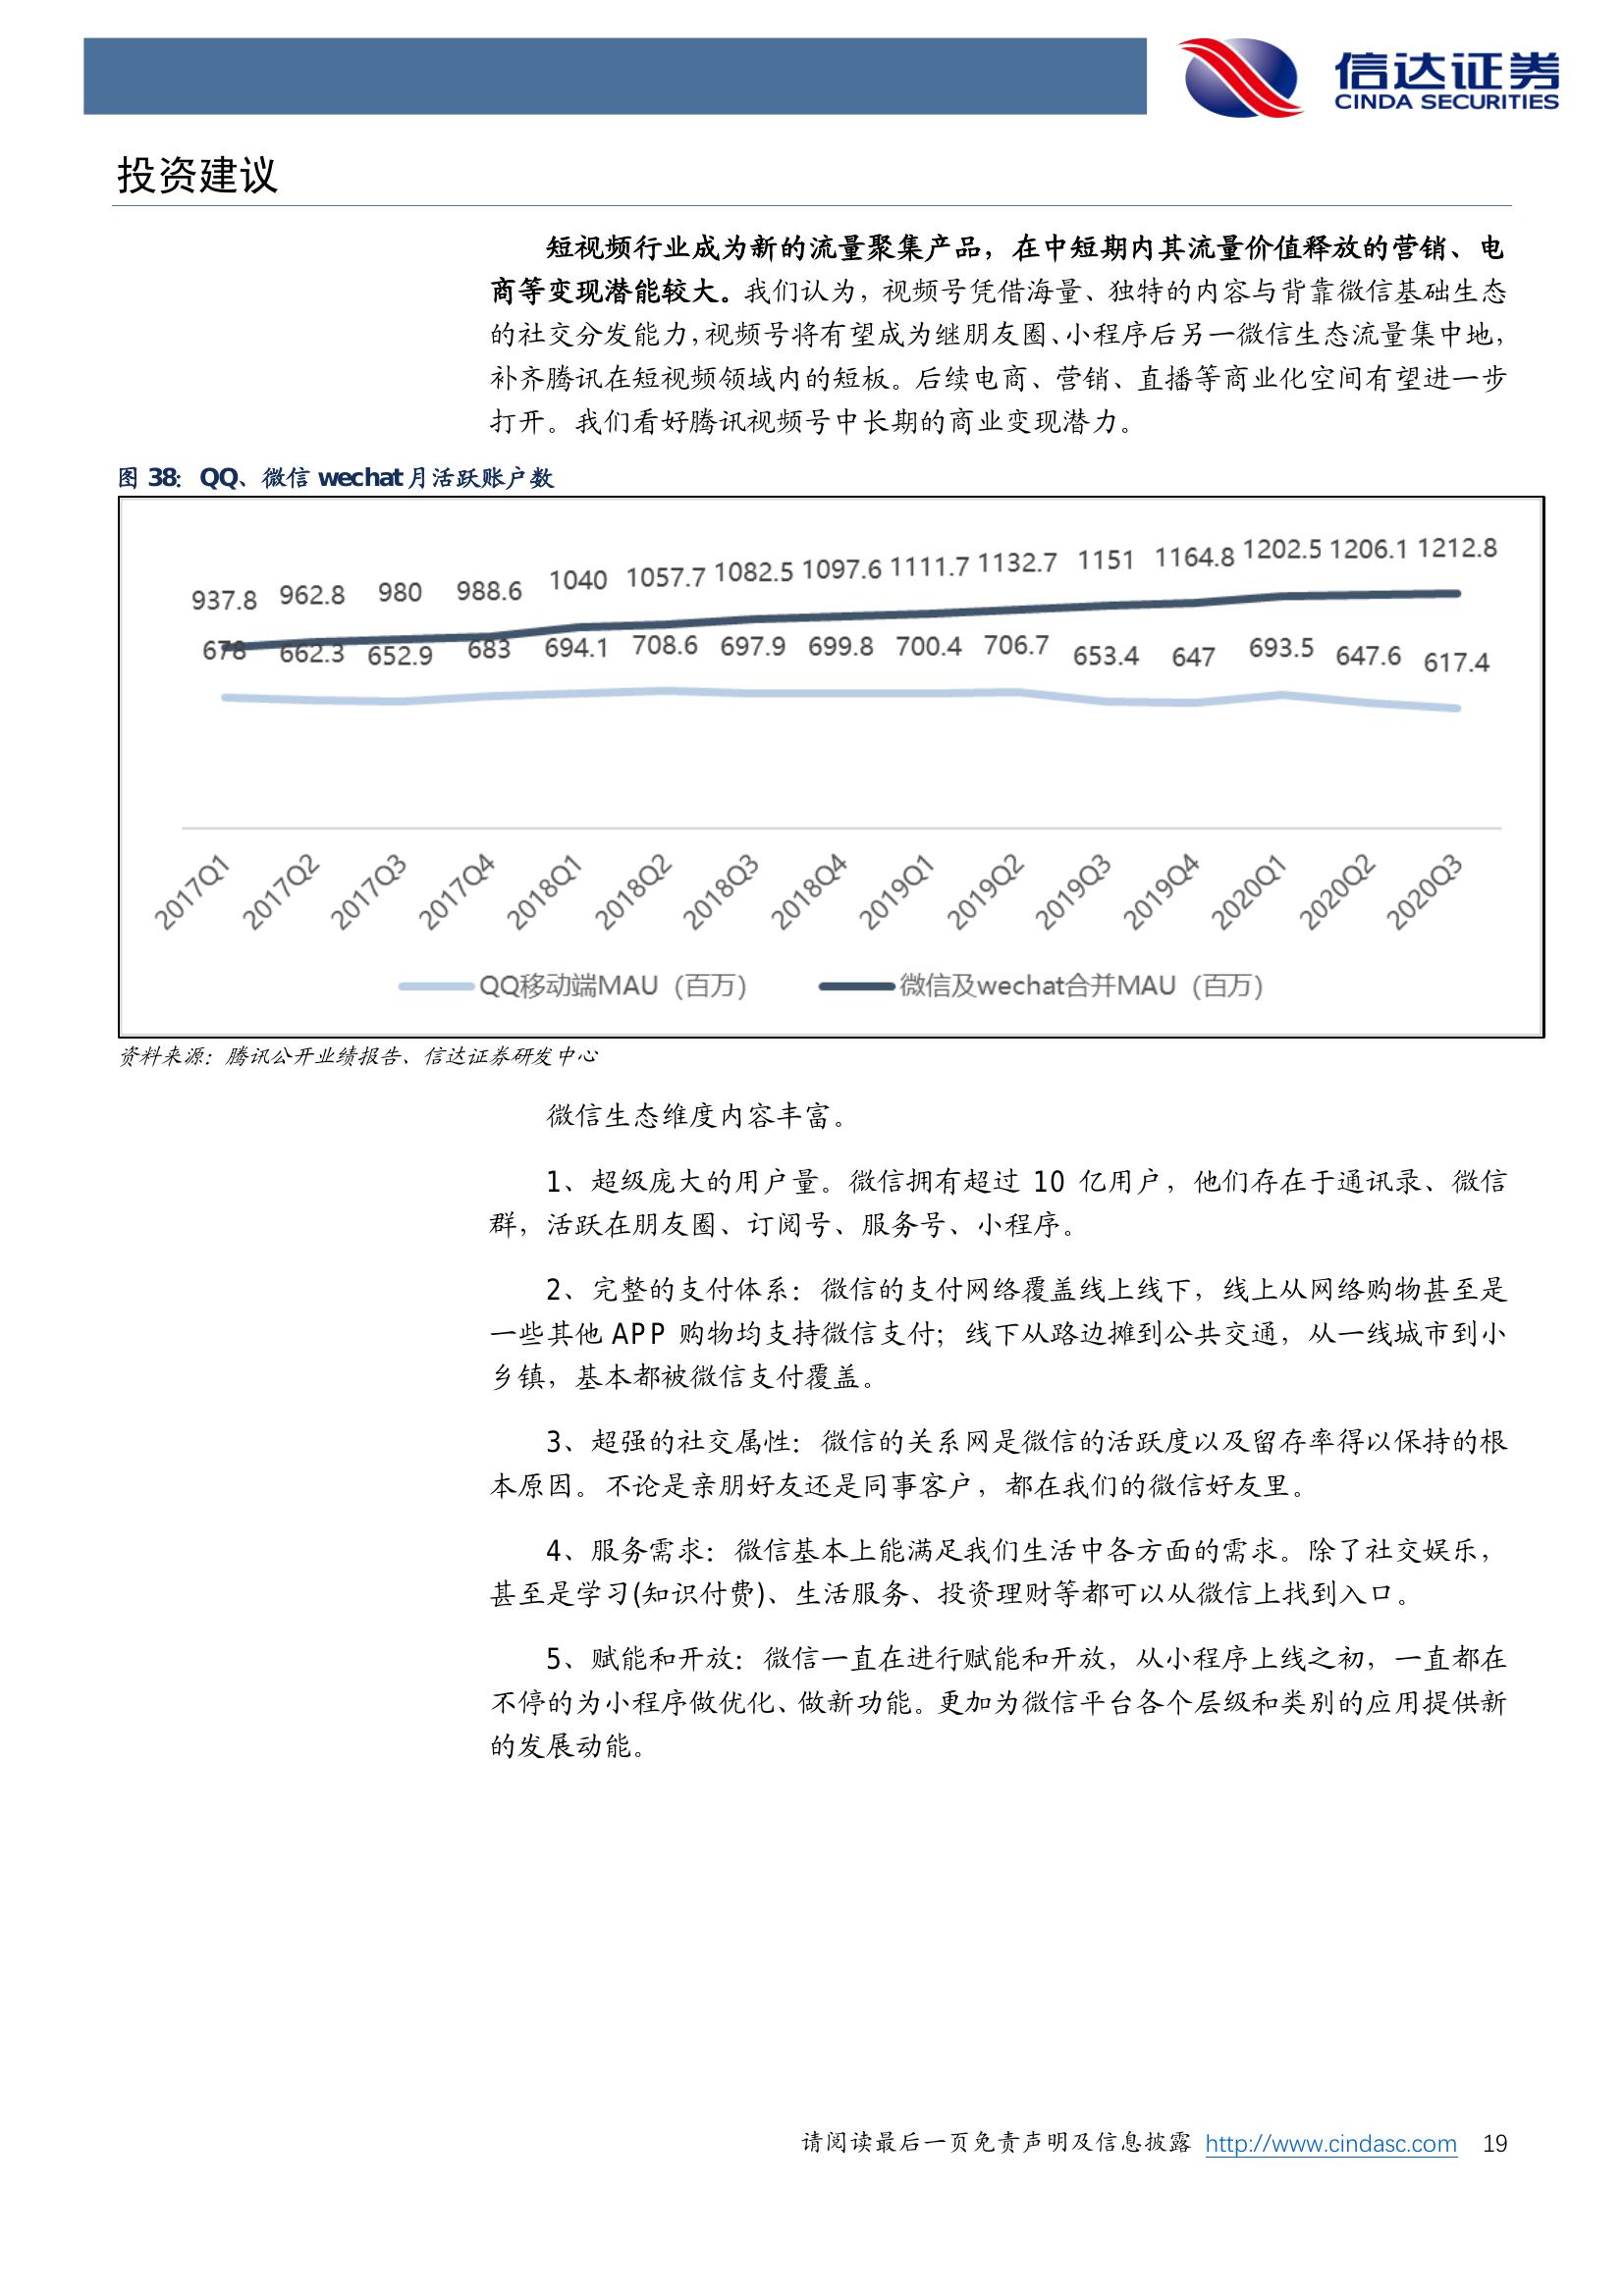 信达证券
CINDA SECURITIES
投资建议
短视频行业成为新的流量聚集产品，在中短期内其流量价值释放的营销、电
商等变现潜能较大。我们认为，视频号凭借海量、独特的内容与背靠微信基础生态
的社交分发能力，视频号将有望成为继朋友圈、小程序后另一微信生态流量集中地，
补齐腾讯在短视频领域内的短板。后续电商、营销、直播等商业化空间有望进一步
打开。我们看好腾讯视频号中长期的商业变现潜力。
图 38：QQ、微信 wechat 月活跃账户数
937.8 962.8 980 988.6 1040 1057.7 1082.5 1097.6 1111.7 1132.7 1151 1164.8 1202.5 1206.1 1212.8
678 662.3 652.9 683 694.1 708.6 697.9 699.8 700.4 706.7 653.4 647 693.5 647.6 617.4
2017Q1 2017Q2 2017Q3 2017Q4 2018Q1 2018Q2 2018Q3 2018Q4 2019Q1 2019Q2 2019Q3 2019Q4 2020Q1 2020Q2 2020Q3
QQ移动端MAU（百万） 微信及wechat合并MAU（百万）
资料来源：腾讯公开业绩报告、信达证券研发中心
微信生态维度内容丰富。
1、超级庞大的用户量。微信拥有超过 10 亿用户，他们存在于通讯录、微信
群，活跃在朋友圈、订阅号、服务号、小程序。
2、完整的支付体系：微信的支付网络覆盖线上线下，线上从网络购物甚至是
一些其他 APP 购物均支持微信支付；线下从路边摊到公共交通，从一线城市到小
乡镇，基本都被微信支付覆盖。
3、超强的社交属性：微信的关系网是微信的活跃度以及留存率得以保持的根
本原因。不论是亲朋好友还是同事客户，都在我们的微信好友里。
4、服务需求：微信基本上能满足我们生活中各方面的需求。除了社交娱乐，
甚至是学习(知识付费)、生活服务、投资理财等都可以从微信上找到入口。
5、赋能和开放：微信一直在进行赋能和开放，从小程序上线之初，一直都在
不停的为小程序做优化、做新功能。更加为微信平台各个层级和类别的应用提供新
的发展动能。
请阅读最后一页免责声明及信息披露 http://www.cindasc.com 19